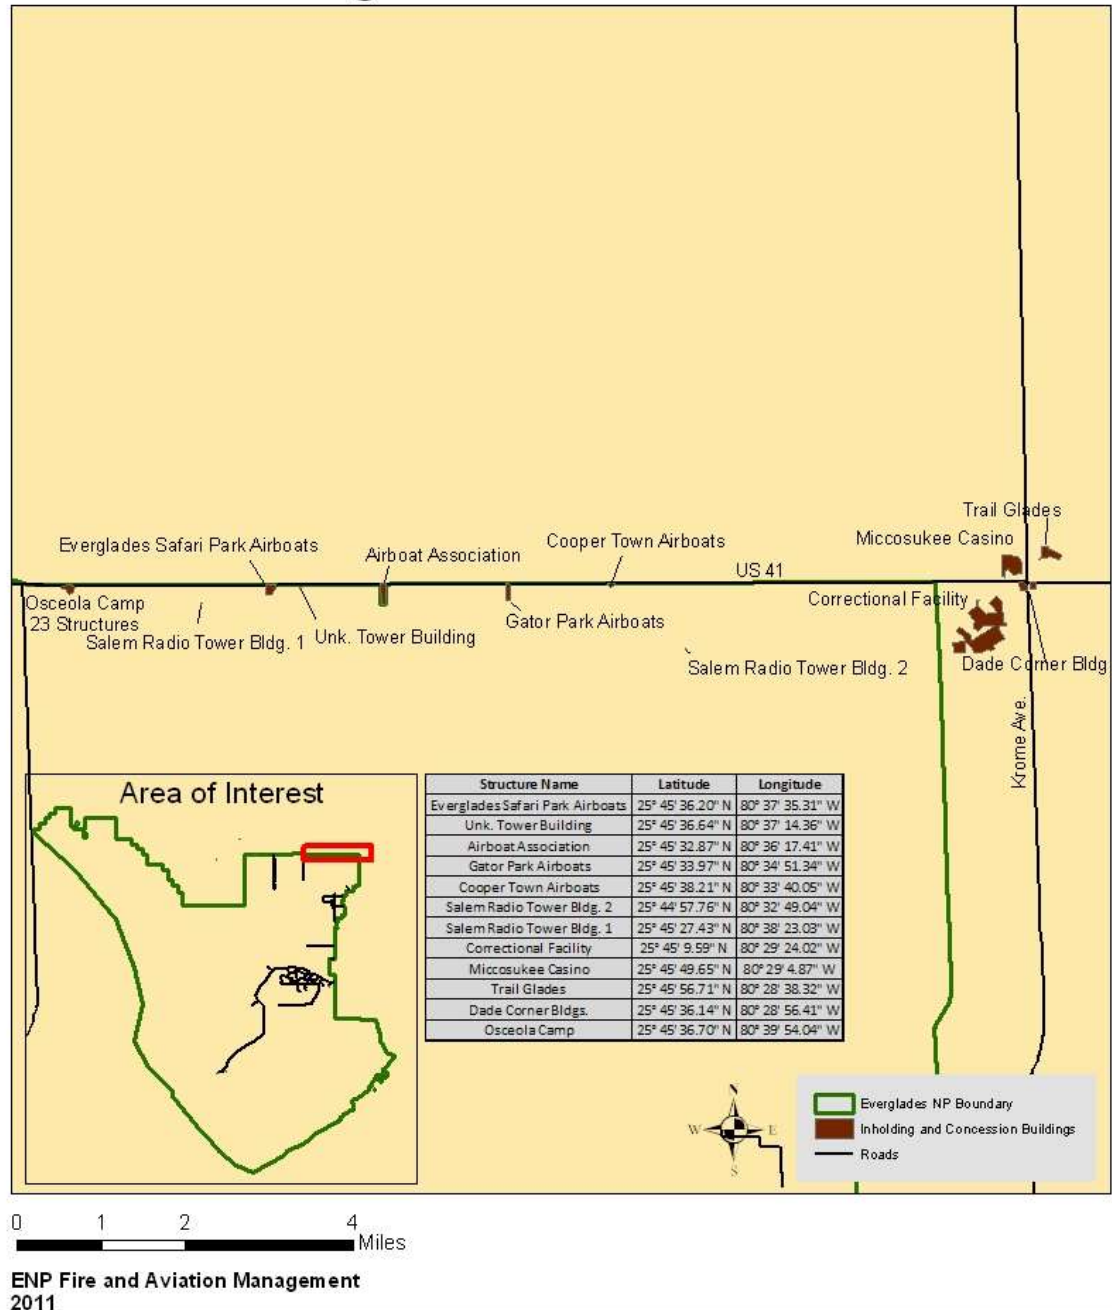 Trail Glades
Miccosukee Casino
Everglades Safari Park Airboats
Airboat Association
Cooper Town Airboats
US 41
Osceola Camp
23 Structures
Salem Radio Tower Bldg. 1
Unk. Tower Building
Gator Park Airboats
Correctional Facility
Salem Radio Tower Bldg. 2
Dade Corner Bldg
Krome Ave.
Area of Interest
Structure Name Latitude Longitude
Everglades Safari Park Airboats 25° 45' 36.20" N 80° 37' 35.31" W
Unk. Tower Building 25° 45' 36.64" N 80° 37' 14.36" W
Airboat Association 25° 45' 32.87" N 80° 36' 17.41" W
Gator Park Airboats 25° 45' 33.97" N 80° 34' 51.34" W
Cooper Town Airboats 25° 45' 38.21" N 80° 33' 40.05" W
Salem Radio Tower Bldg. 2 25° 44' 57.76" N 80° 32' 49.04" W
Salem Radio Tower Bldg. 1 25° 45' 27.43" N 80° 38' 23.03" W
Correctional Facility 25° 45' 9.59" N 80° 29' 24.02" W
Miccosukee Casino 25° 45' 49.65" N 80° 29' 4.87" W
Trail Glades 25° 45' 56.71" N 80° 28' 38.32" W
Dade Corner Bldgs. 25° 45' 36.14" N 80° 28' 56.41" W
Osceola Camp 25° 45' 36.70" N 80° 39' 54.04" W
N
W E
S
Everglades NP Boundary
Inholding and Concession Buildings
Roads
0 1 2 4
Miles
ENP Fire and Aviation Management
2011